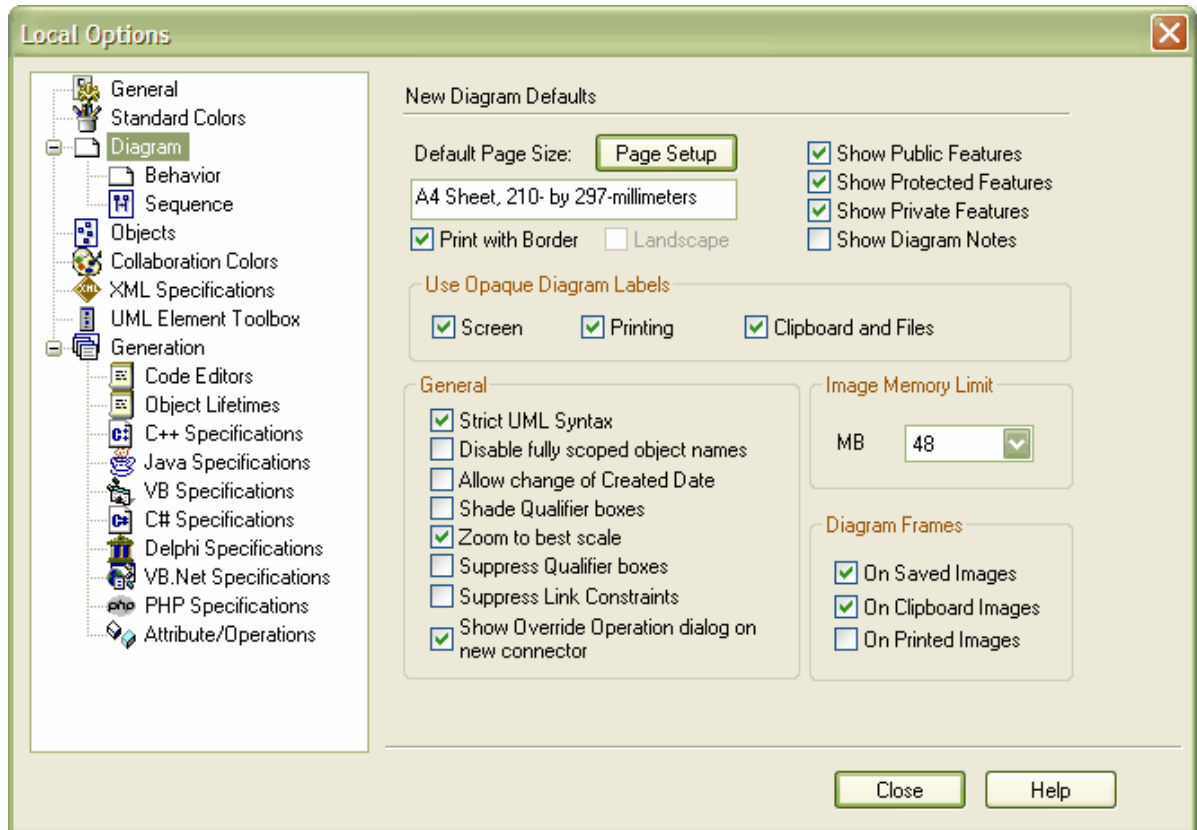 Local Options
General
Standard Colors
Diagram
Behavior
Sequence
Objects
Collaboration Colors
XML Specifications
UML Element Toolbox
Generation
Code Editors
Object Lifetimes
C++ Specifications
Java Specifications
VB Specifications
C# Specifications
Delphi Specifications
VB.Net Specifications
PHP Specifications
Attribute/Operations
New Diagram Defaults
Default Page Size:
Page Setup
A4 Sheet, 210- by 297-millimeters
Print with Border
Landscape
Show Public Features
Show Protected Features
Show Private Features
Show Diagram Notes
Use Opaque Diagram Labels
Screen
Printing
Clipboard and Files
General
Strict UML Syntax
Disable fully scoped object names
Allow change of Created Date
Shade Qualifier boxes
Zoom to best scale
Suppress Qualifier boxes
Suppress Link Constraints
Show Override Operation dialog on
new connector
Image Memory Limit
MB
48
Diagram Frames
On Saved Images
On Clipboard Images
On Printed Images
Close
Help